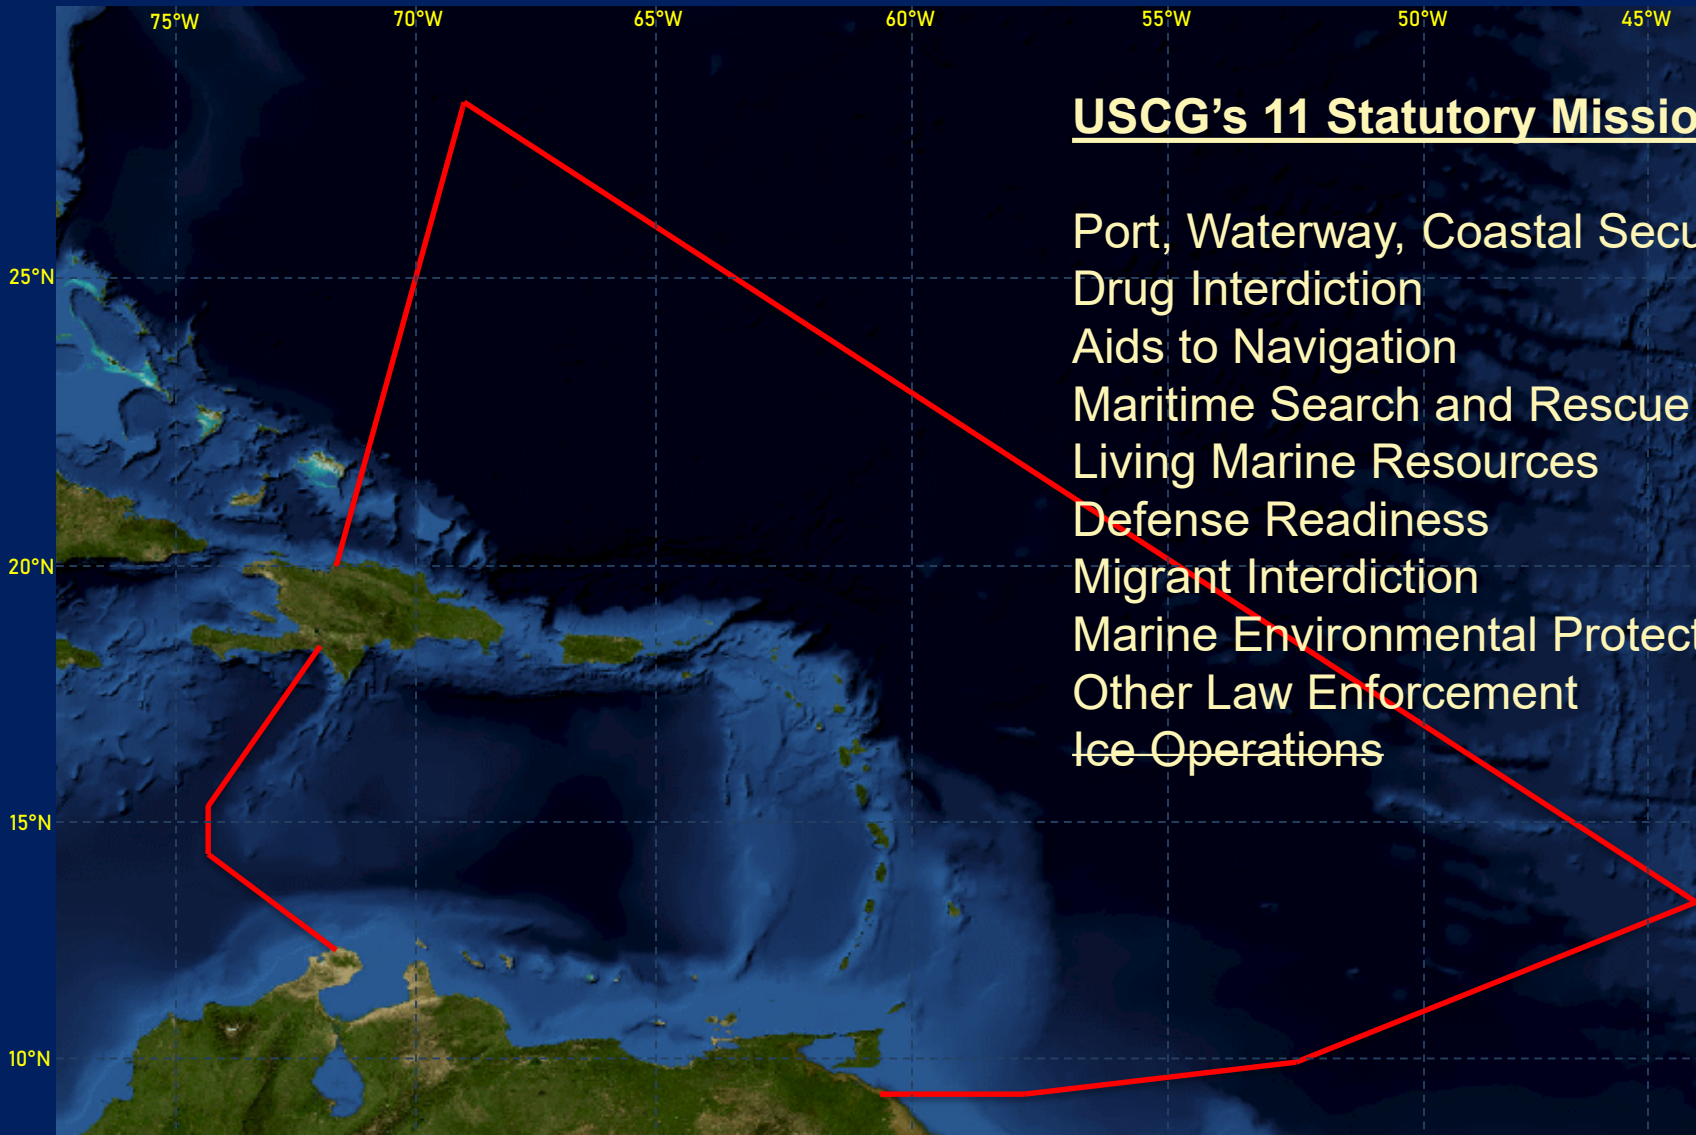 75°W 70°W 65°W 60°W 55°W 50°W 45°W
USCG’s 11 Statutory Missio
Port, Waterway, Coastal Secu
25°N
Drug Interdiction
Aids to Navigation
Maritime Search and Rescue
Living Marine Resources
Defense Readiness
20°N
Migrant Interdiction
Marine Environmental Protect
Other Law Enforcement
Ice Operations
15°N
10°N